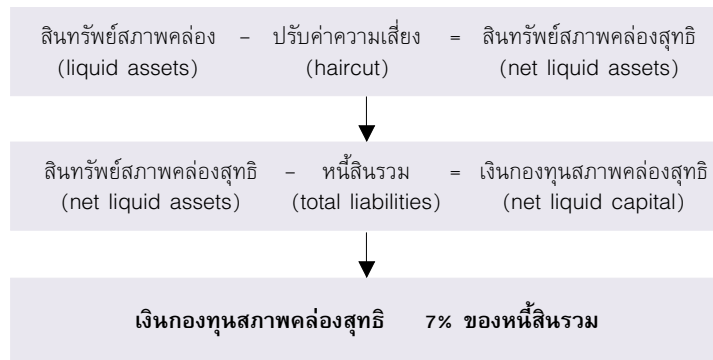 สินทรัพย์สภาพคล่อง – ปรับค่าความเสี่ยง = สินทรัพย์สภาพคล่องสุทธิ
(liquid assets) (haircut) (net liquid assets)
สินทรัพย์สภาพคล่องสุทธิ – หนี้สินรวม = เงินกองทุนสภาพคล่องสุทธิ
(net liquid assets) (total liabilities) (net liquid capital)
เงินกองทุนสภาพคล่องสุทธิ 7% ของหนี้สินรวม